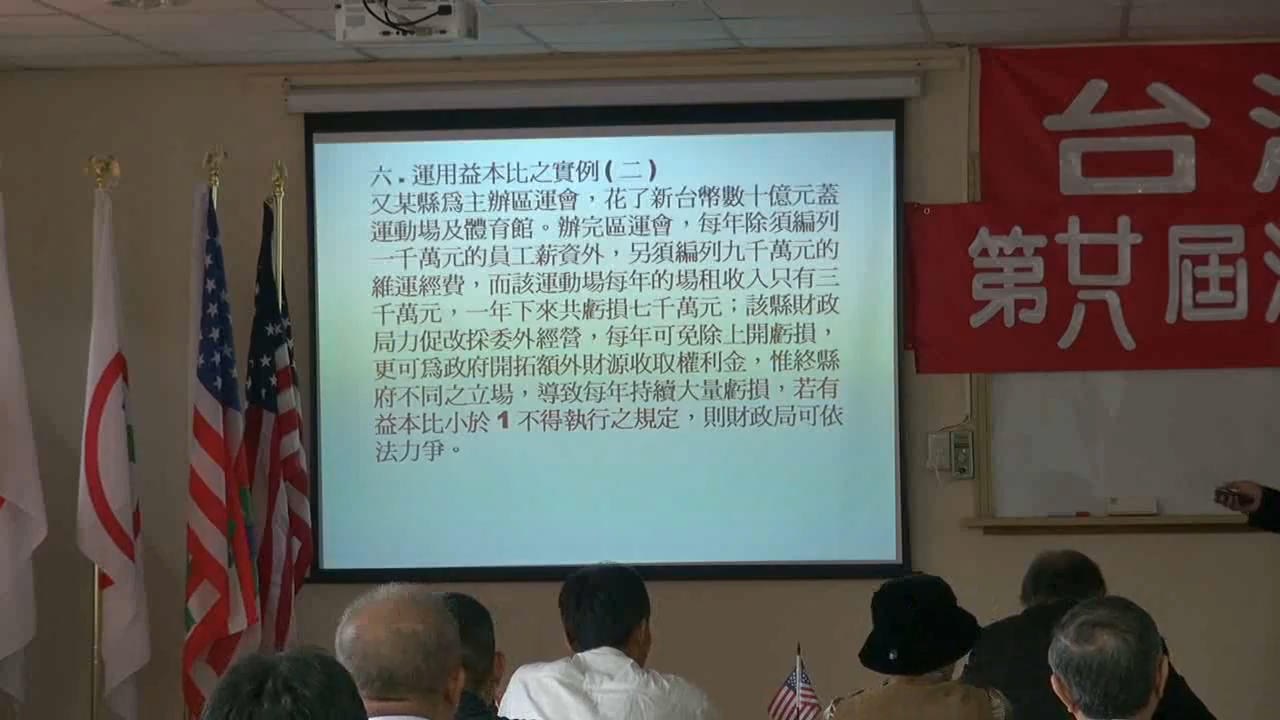 六．運用益本比之實例(二)
又某縣為主辦區運會，花了新台幣數十億元蓋
運動場及體育館。辦完區運會，每年除須編列
一千萬元的員工薪資外，另須編列九千萬元的
維運經費，而該運動場每年的場租收入只有三
千萬元，一年下來共虧損七千萬元；該縣財政
局力促改採委外經營，每年可免除上開虧損，
更可為政府開拓額外財源收取權利金，惟終縣
府不同之立場，導致每年持續大量虧損，若有
益本比小於1不得執行之規定，則財政局可依
法力爭。
台
第廿八屆